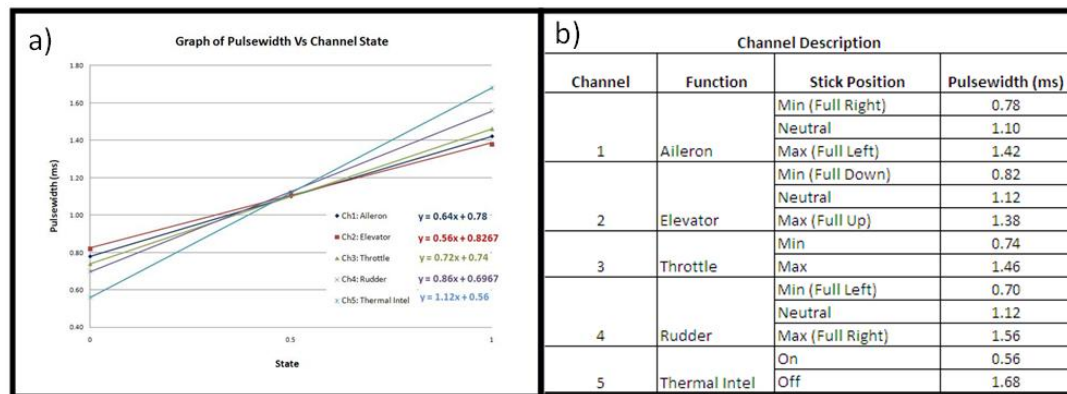 a)
Graph of Pulsewidth Vs Channel State
Pulsewidth (ms)
1.80
1.60
1.40
1.20
1.00
0.80
0.60
0.40
0 0.5 1
State
Ch1: Aileron y = 0.64x + 0.78
Ch2: Elevator y = 0.56x + 0.8267
Ch3: Throttle y = 0.72x + 0.74
Ch4: Rudder y = 0.86x + 0.6967
Ch5: Thermal Intel y = 1.12x + 0.56
b)
Channel Description
Channel Function Stick Position Pulsewidth (ms)
Min (Full Right) 0.78
Neutral 1.10
1 Aileron Max (Full Left) 1.42
Min (Full Down) 0.82
Neutral 1.12
2 Elevator Max (Full Up) 1.38
Min 0.74
3 Throttle Max 1.46
Min (Full Left) 0.70
Neutral 1.12
4 Rudder Max (Full Right) 1.56
On 0.56
5 Thermal Intel Off 1.68